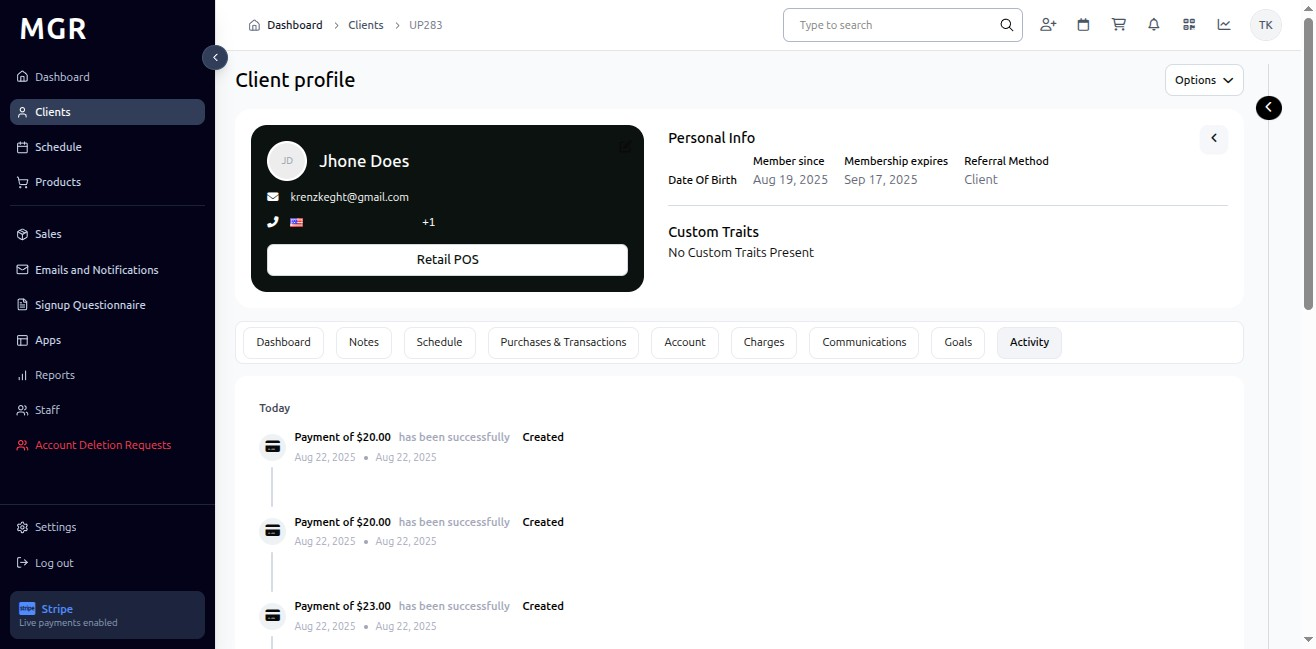 MGR
Dashboard
Clients
Schedule
Products
Sales
Emails and Notifications
Signup Questionnaire
Apps
Reports
Staff
Account Deletion Requests
Settings
Log out
stripe Stripe
Live payments enabled
Dashboard > Clients > UP283
Type to search
TK
Client profile
Options
JD Jhone Does
krenzkeght@gmail.com
+1
Retail POS
Personal Info
Date Of Birth
Member since
Aug 19, 2025
Membership expires
Sep 17, 2025
Referral Method
Client
Custom Traits
No Custom Traits Present
Dashboard Notes Schedule Purchases & Transactions Account Charges Communications Goals Activity
Today
Payment of $20.00 has been successfully Created
Aug 22, 2025 • Aug 22, 2025
Payment of $20.00 has been successfully Created
Aug 22, 2025 • Aug 22, 2025
Payment of $23.00 has been successfully Created
Aug 22, 2025 • Aug 22, 2025